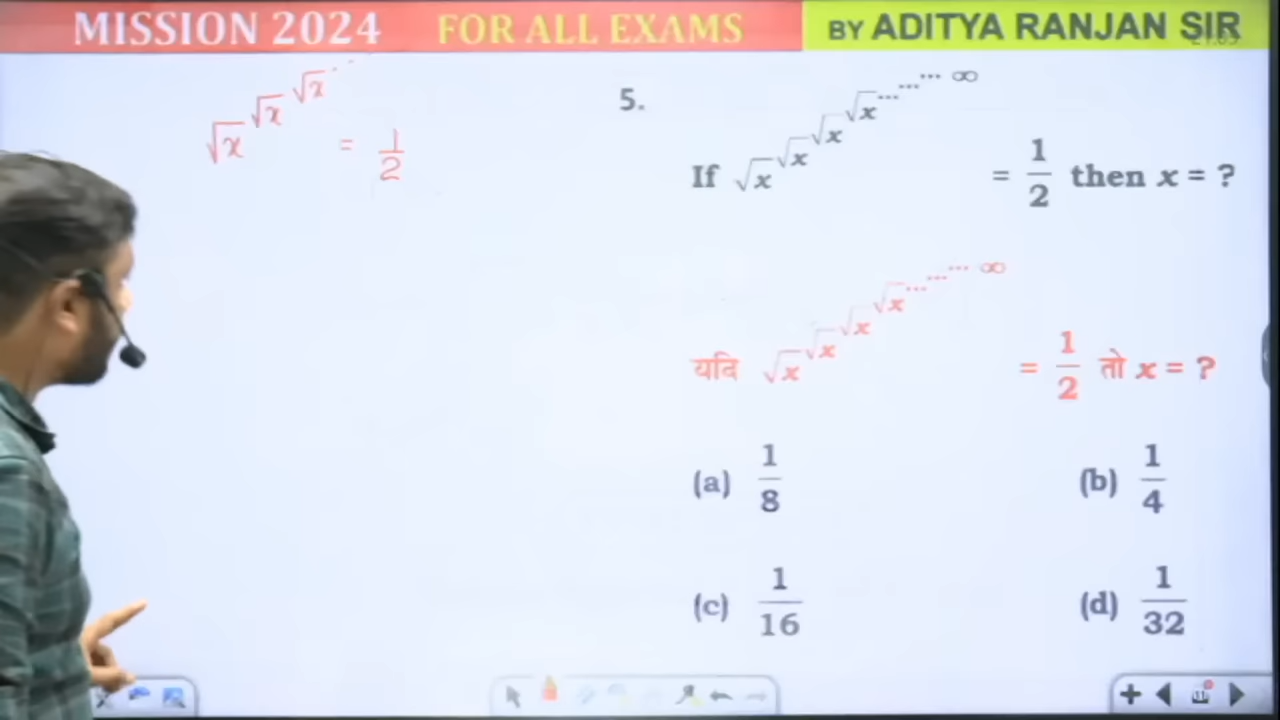 MISSION 2024 FOR ALL EXAMS BY ADITYA RANJAN SIR
√x^√x^√x^⋰ = 1/2
5.
If √x^√x^√x^√x^... ... ... ∞ = 1/2 then x = ?
यदि √x^√x^√x^√x^... ... ... ∞ = 1/2 तो x = ?
(a) 1/8 (b) 1/4
(c) 1/16 (d) 1/32